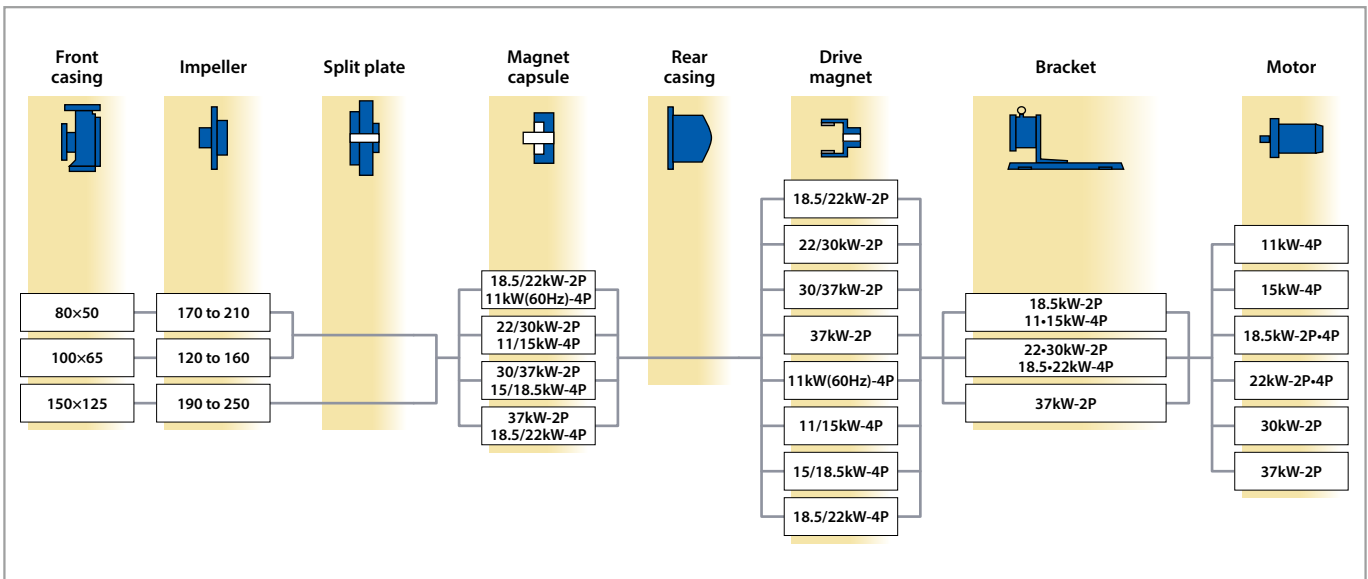 Front
casing
Impeller
Split plate
Magnet
capsule
Rear
casing
Drive
magnet
Bracket
Motor
80×50
100×65
150×125
170 to 210
120 to 160
190 to 250
18.5/22kW-2P
11kW(60Hz)-4P
22/30kW-2P
11/15kW-4P
30/37kW-2P
15/18.5kW-4P
37kW-2P
18.5/22kW-4P
18.5/22kW-2P
22/30kW-2P
30/37kW-2P
37kW-2P
11kW(60Hz)-4P
11/15kW-4P
15/18.5kW-4P
18.5/22kW-4P
18.5kW-2P
11•15kW-4P
22•30kW-2P
18.5•22kW-4P
37kW-2P
11kW-4P
15kW-4P
18.5kW-2P•4P
22kW-2P•4P
30kW-2P
37kW-2P